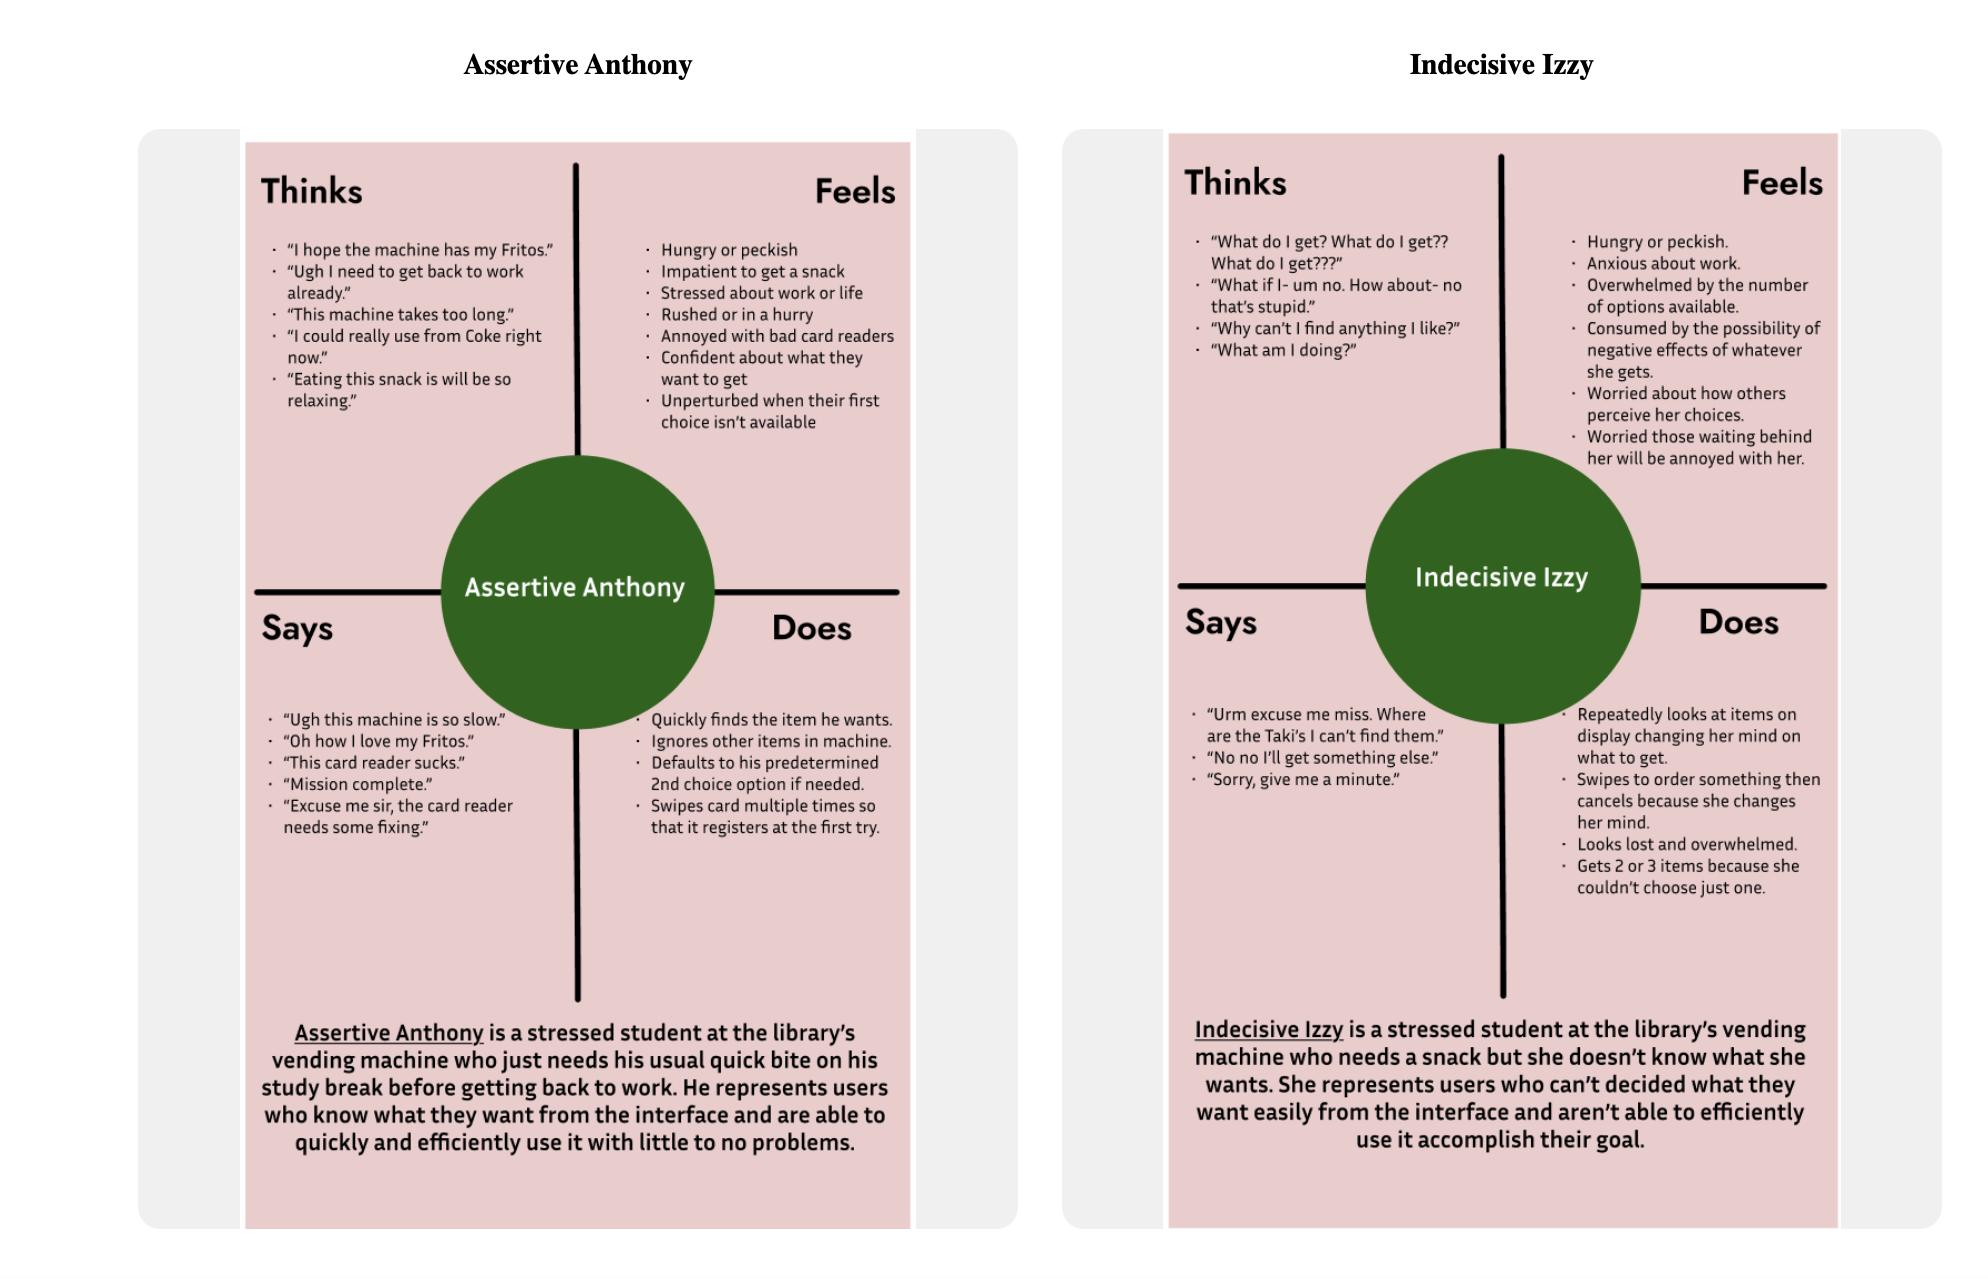 Assertive Anthony
Indecisive Izzy
Thinks
Feels
· “I hope the machine has my Fritos.”
· “Ugh I need to get back to work
already.”
· “This machine takes too long.”
· “I could really use from Coke right
now.”
· “Eating this snack is will be so
relaxing.”
· Hungry or peckish
· Impatient to get a snack
· Stressed about work or life
· Rushed or in a hurry
· Annoyed with bad card readers
· Confident about what they
want to get
· Unperturbed when their first
choice isn’t available
Assertive Anthony
Says
Does
· “Ugh this machine is so slow.”
· “Oh how I love my Fritos.”
· “This card reader sucks.”
· “Mission complete.”
· “Excuse me sir, the card reader
needs some fixing.”
· Quickly finds the item he wants.
· Ignores other items in machine.
· Defaults to his predetermined
2nd choice option if needed.
· Swipes card multiple times so
that it registers at the first try.
Assertive Anthony is a stressed student at the library’s
vending machine who just needs his usual quick bite on his
study break before getting back to work. He represents users
who know what they want from the interface and are able to
quickly and efficiently use it with little to no problems.
Thinks
Feels
· “What do I get? What do I get??
What do I get???”
· “What if I- um no. How about- no
that’s stupid.”
· “Why can’t I find anything I like?”
· “What am I doing?”
· Hungry or peckish.
· Anxious about work.
· Overwhelmed by the number
of options available.
· Consumed by the possibility of
negative effects of whatever
she gets.
· Worried about how others
perceive her choices.
· Worried those waiting behind
her will be annoyed with her.
Indecisive Izzy
Says
Does
· “Urm excuse me miss. Where
are the Taki’s I can’t find them.”
· “No no I’ll get something else.”
· “Sorry, give me a minute.”
· Repeatedly looks at items on
display changing her mind on
what to get.
· Swipes to order something then
cancels because she changes
her mind.
· Looks lost and overwhelmed.
· Gets 2 or 3 items because she
couldn’t choose just one.
Indecisive Izzy is a stressed student at the library’s vending
machine who needs a snack but she doesn’t know what she
wants. She represents users who can’t decided what they
want easily from the interface and aren’t able to efficiently
use it accomplish their goal.